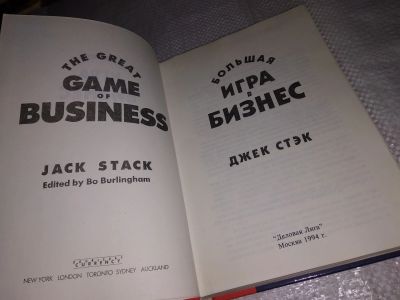 THE GREAT
GAME
OF
BUSINESS
JACK STACK
Edited by Bo Burlingham
CURRENCY
NEW YORK LONDON TORONTO SYDNEY AUCKLAND
БОЛЬШАЯ
ИГРА
В
БИЗНЕС
ДЖЕК СТЭК
"Деловая Лига"
Москва 1994 г.